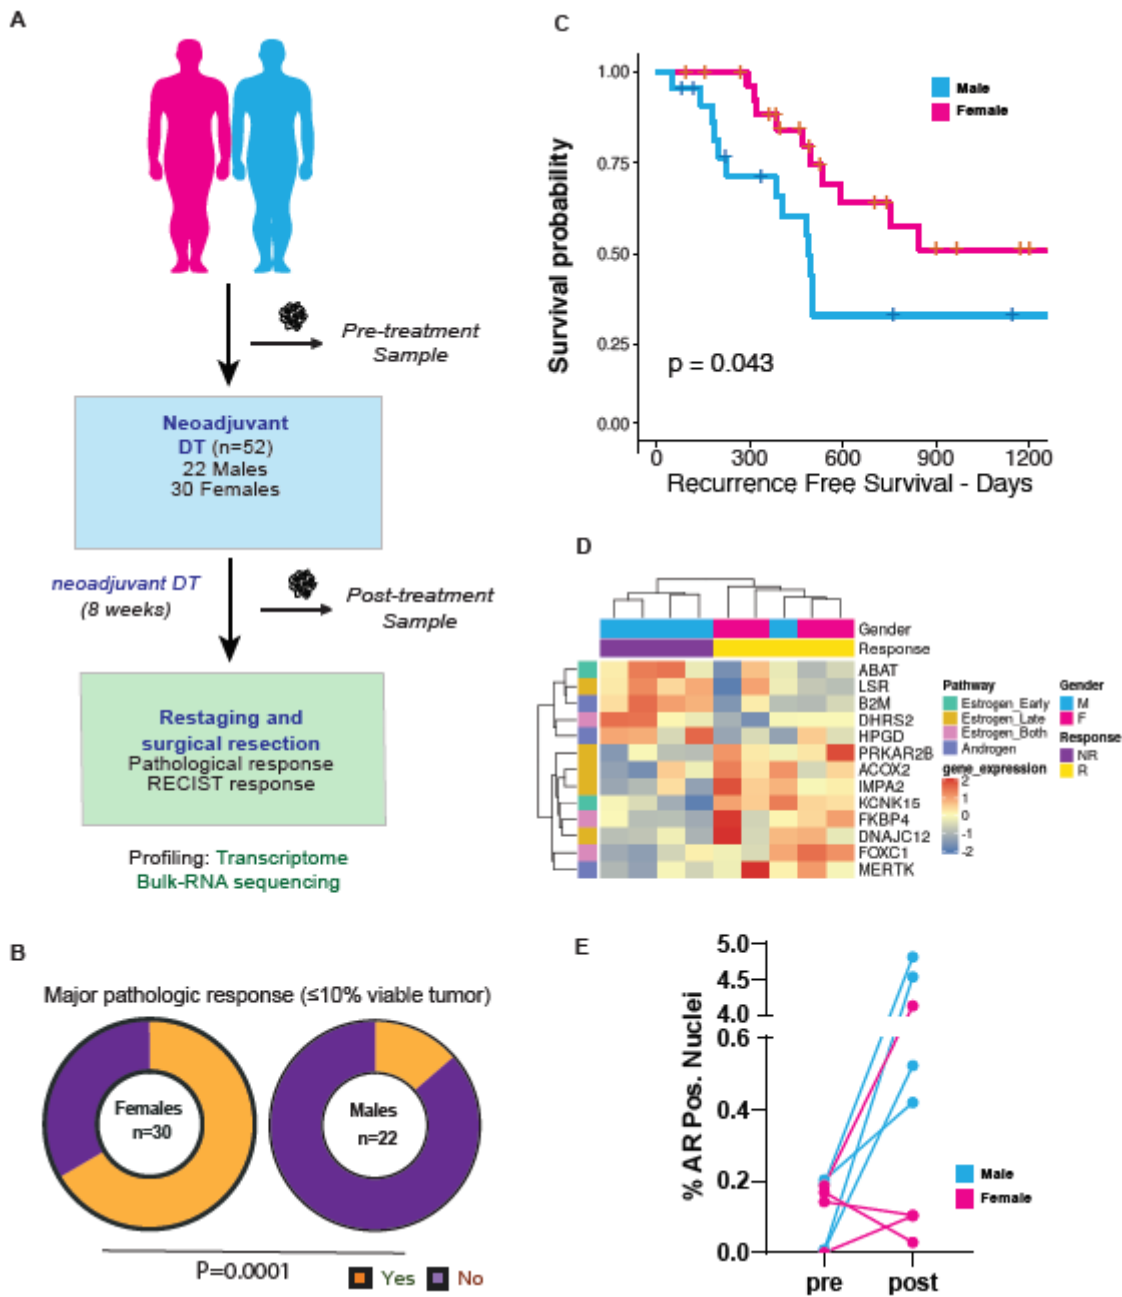 A
Pre-treatment
Sample
Neoadjuvant
DT (n=52)
22 Males
30 Females
neoadjuvant DT
(8 weeks)
Post-treatment
Sample
Restaging and
surgical resection
Pathological response
RECIST response
Profiling: Transcriptome
Bulk-RNA sequencing
B
Major pathologic response (≤10% viable tumor)
Females
n=30
Males
n=22
P=0.0001
Yes
No
C
Survival probability
1.00
0.75
0.50
0.25
0.00
Male
Female
p = 0.043
0 300 600 900 1200
Recurrence Free Survival - Days
D
Gender
Response
ABAT
LSR
B2M
DHRS2
HPGD
PRKAR2B
ACOX2
IMPA2
KCNK15
FKBP4
DNAJC12
FOXC1
MERTK
Pathway
Estrogen_Early
Estrogen_Late
Estrogen_Both
Androgen
gene_expression
2
1
0
-1
-2
Gender
M
F
Response
NR
R
E
% AR Pos. Nuclei
5.0
4.5
4.0
0.6
0.4
0.2
0.0
pre post
Male
Female